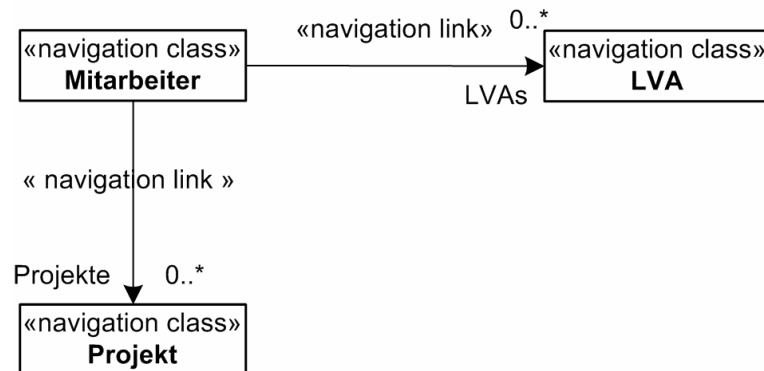 «navigation link» 0..*
«navigation class»
Mitarbeiter
«navigation class»
LVA
LVAs
« navigation link »
Projekte 0..*
«navigation class»
Projekt